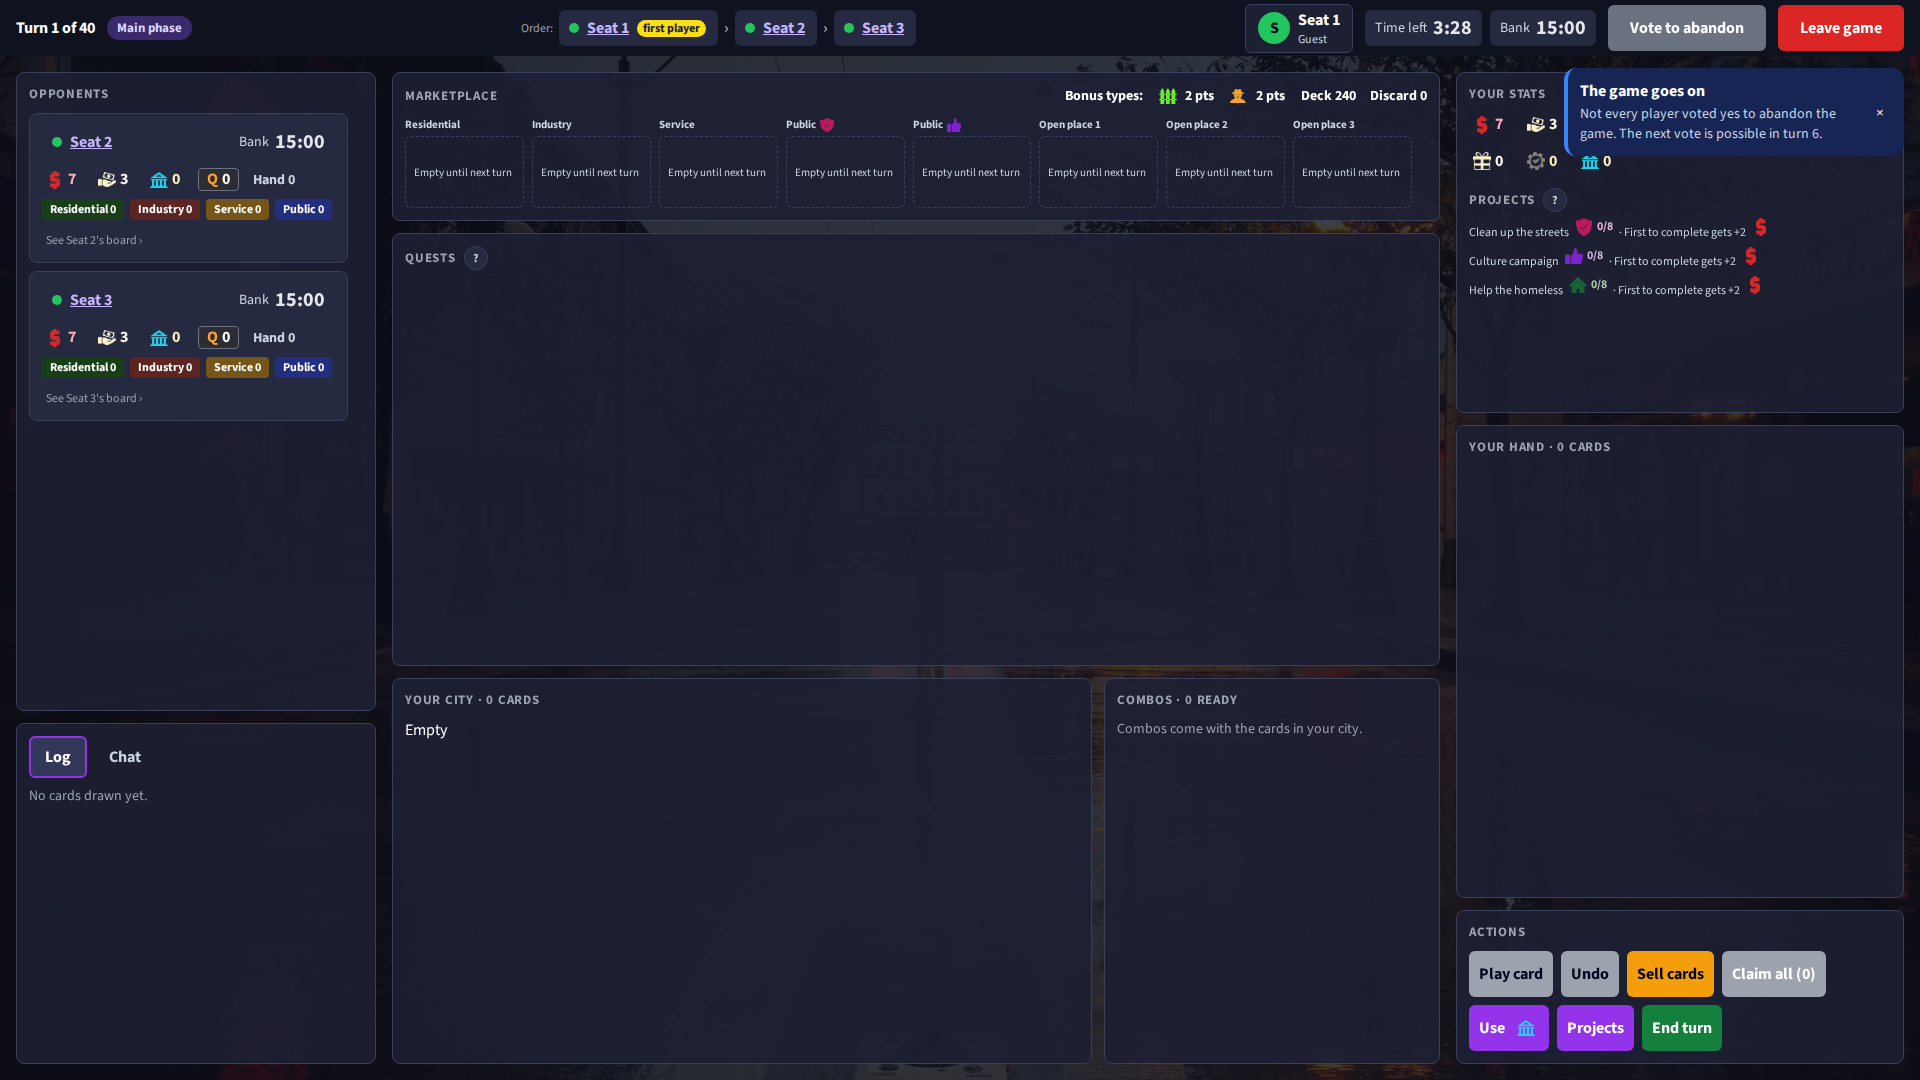 Turn 1 of 40
Main phase
Order:
Seat 1
first player
›
Seat 2
›
Seat 3
S
Seat 1
Guest
Time left 3:28
Bank 15:00
Vote to abandon
Leave game
OPPONENTS
Seat 2
Bank 15:00
7
3
0
Q 0
Hand 0
Residential 0
Industry 0
Service 0
Public 0
See Seat 2's board ›
Seat 3
Bank 15:00
7
3
0
Q 0
Hand 0
Residential 0
Industry 0
Service 0
Public 0
See Seat 3's board ›
Log
Chat
No cards drawn yet.
MARKETPLACE
Bonus types:
2 pts
2 pts
Deck 240
Discard 0
Residential
Industry
Service
Public
Public
Open place 1
Open place 2
Open place 3
Empty until next turn
Empty until next turn
Empty until next turn
Empty until next turn
Empty until next turn
Empty until next turn
Empty until next turn
Empty until next turn
QUESTS
?
YOUR CITY · 0 CARDS
Empty
COMBOS · 0 READY
Combos come with the cards in your city.
YOUR STATS
7
3
0
0
0
The game goes on
Not every player voted yes to abandon the
game. The next vote is possible in turn 6.
×
PROJECTS
?
Clean up the streets 0/8 · First to complete gets +2
Culture campaign 0/8 · First to complete gets +2
Help the homeless 0/8 · First to complete gets +2
YOUR HAND · 0 CARDS
ACTIONS
Play card
Undo
Sell cards
Claim all (0)
Use
Projects
End turn